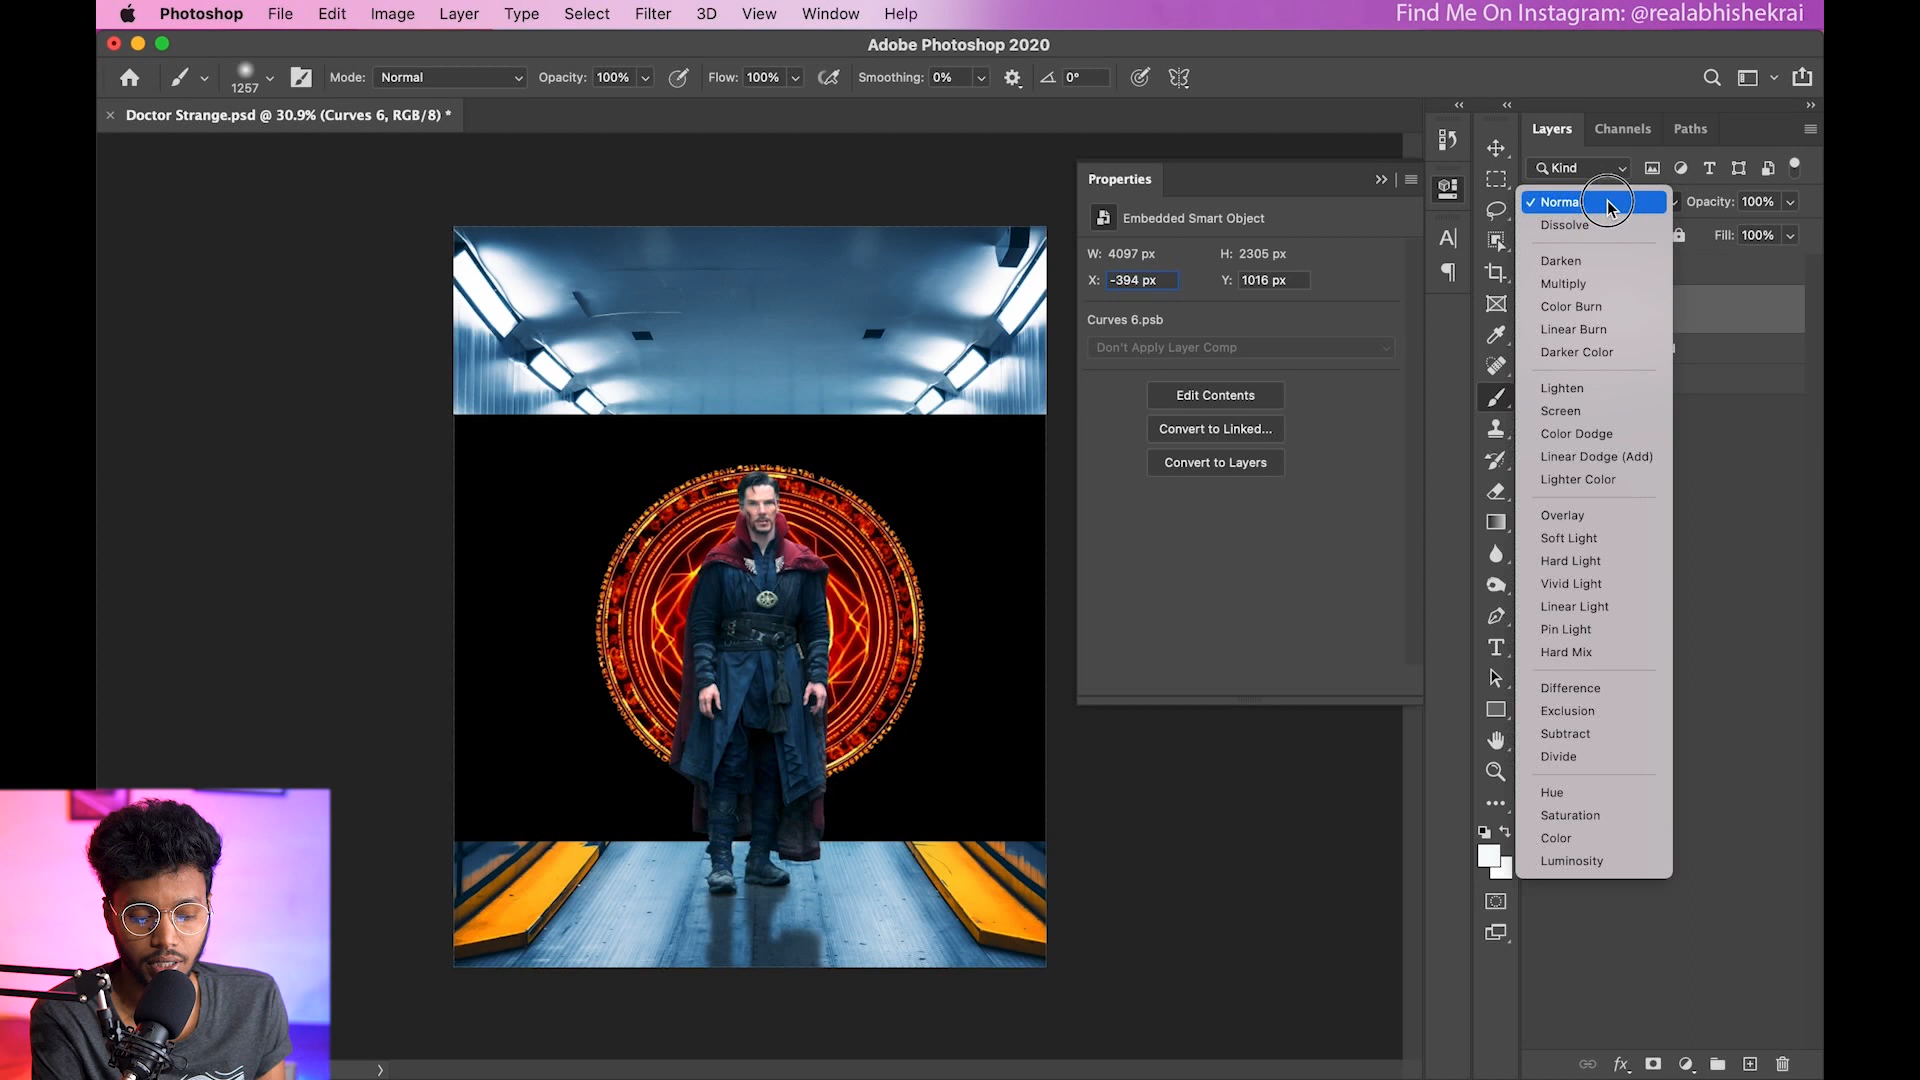 Photoshop File Edit Image Layer Type Select Filter 3D View Window Help
Find Me On Instagram: @realabhishekrai
Adobe Photoshop 2020
1257
Mode: Normal Opacity: 100% Flow: 100% Smoothing: 0% 0°
Doctor Strange.psd @ 30.9% (Curves 6, RGB/8) *
Properties
Embedded Smart Object
W: 4097 px H: 2305 px
X: -394 px Y: 1016 px
Curves 6.psb
Don't Apply Layer Comp
Edit Contents
Convert to Linked...
Convert to Layers
Layers Channels Paths
Kind
Opacity: 100%
Fill: 100%
Normal
Dissolve
Darken
Multiply
Color Burn
Linear Burn
Darker Color
Lighten
Screen
Color Dodge
Linear Dodge (Add)
Lighter Color
Overlay
Soft Light
Hard Light
Vivid Light
Linear Light
Pin Light
Hard Mix
Difference
Exclusion
Subtract
Divide
Hue
Saturation
Color
Luminosity
fx